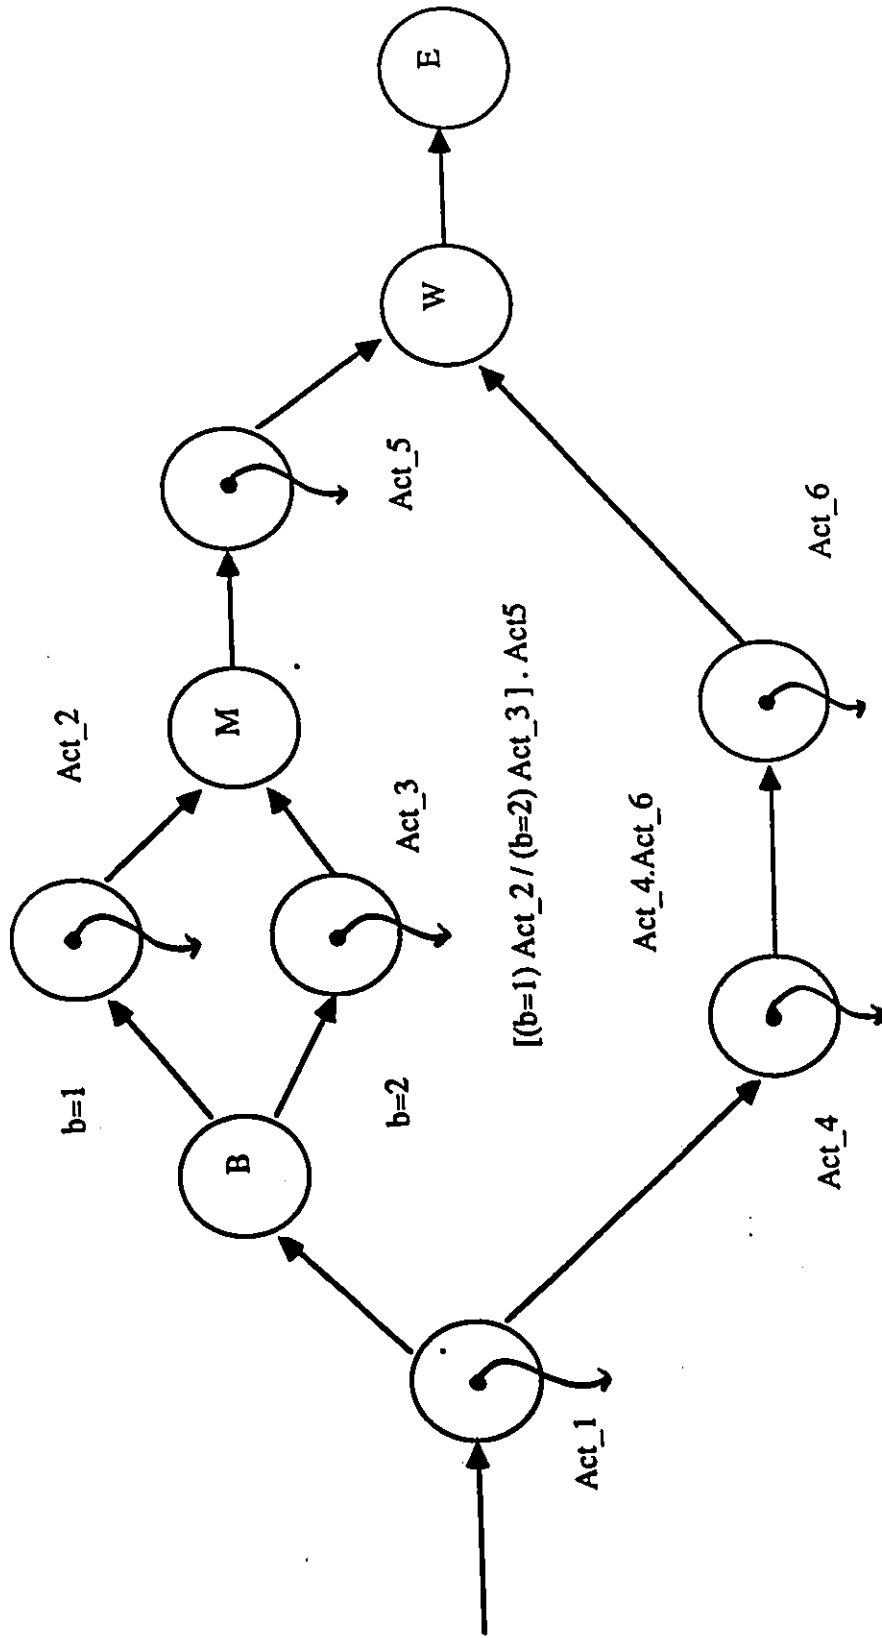 b=1
Act_2
B
M
b=2
Act_3
Act_5
W
E
[(b=1) Act_2 / (b=2) Act_3 ] . Act5
Act_1
Act_4.Act_6
Act_4
Act_6